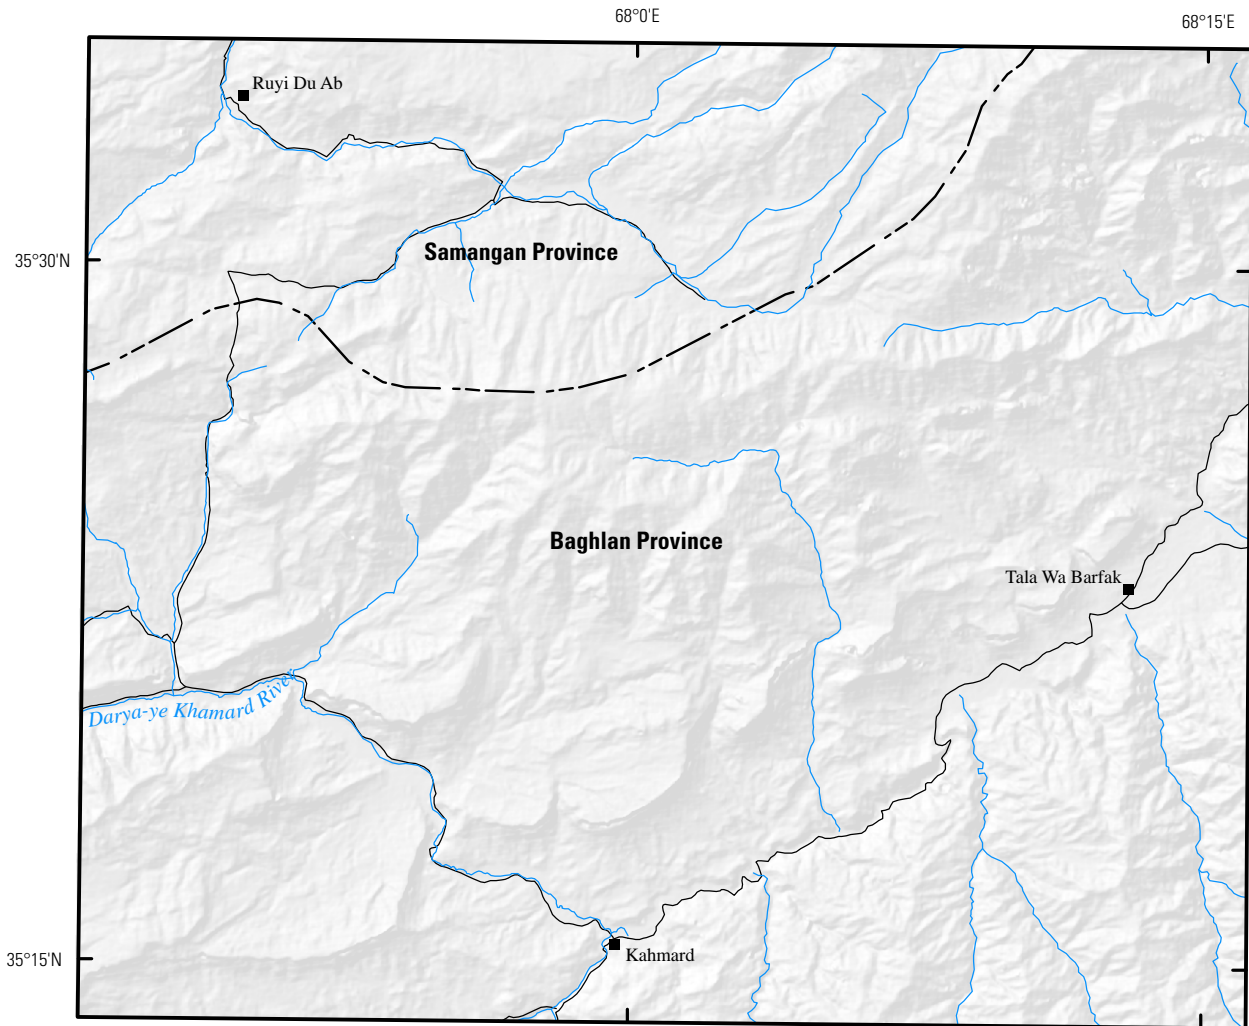 68°0'E
68°15'E
Ruyi Du Ab
35°30'N
Samangan Province
Baghlan Province
Tala Wa Barfak
Darya-ye Khamard River
35°15'N
Kahmard